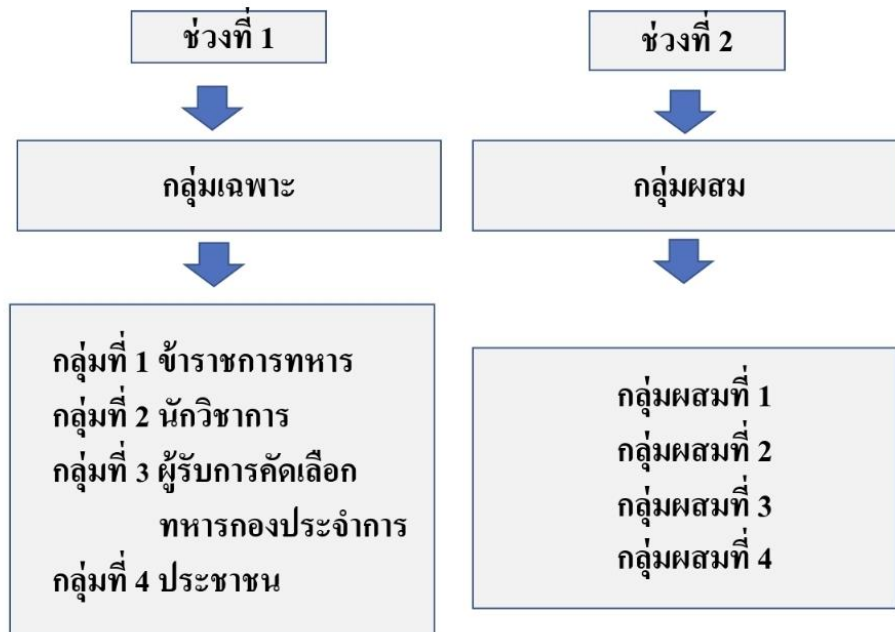 ช่วงที่ 1
กลุ่มเฉพาะ
กลุ่มที่ 1 ข้าราชการทหาร
กลุ่มที่ 2 นักวิชาการ
กลุ่มที่ 3 ผู้รับการคัดเลือก
ทหารกองประจำการ
กลุ่มที่ 4 ประชาชน
ช่วงที่ 2
กลุ่มผสม
กลุ่มผสมที่ 1
กลุ่มผสมที่ 2
กลุ่มผสมที่ 3
กลุ่มผสมที่ 4